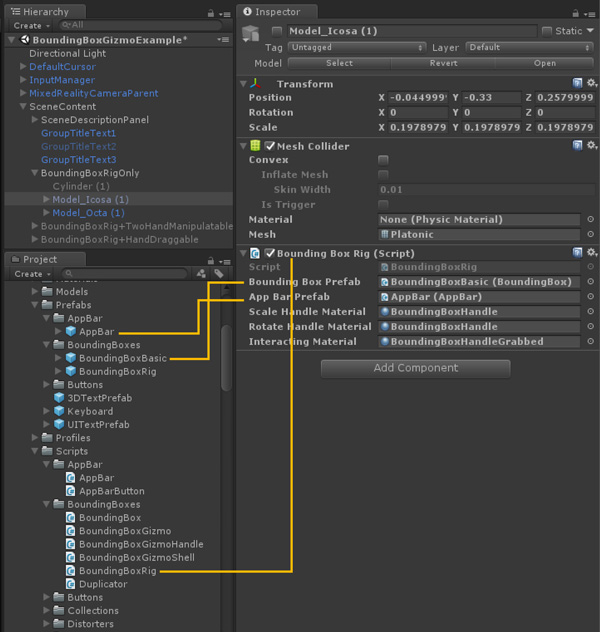 Hierarchy
Create
All
BoundingBoxGizmoExample*
Directional Light
DefaultCursor
InputManager
MixedRealityCameraParent
SceneContent
SceneDescriptionPanel
GroupTitleText1
GroupTitleText2
GroupTitleText3
BoundingBoxRigOnly
Cylinder (1)
Model_Icosa (1)
Model_Octa (1)
BoundingBoxRig+TwoHandManipulatable
BoundingBoxRig+HandDraggable
Project
Create
Models
Prefabs
AppBar
AppBar
BoundingBoxes
BoundingBoxBasic
BoundingBoxRig
Buttons
3DTextPrefab
Keyboard
UITextPrefab
Profiles
Scripts
AppBar
AppBar
AppBarButton
BoundingBoxes
BoundingBox
BoundingBoxGizmo
BoundingBoxGizmoHandle
BoundingBoxGizmoShell
BoundingBoxRig
Duplicator
Buttons
Collections
Distorters
Inspector
Model_Icosa (1) Static
Tag Untagged Layer Default
Model Select Revert Open
Transform
Position X -0.044999 Y -0.33 Z 0.2579999
Rotation X 0 Y 0 Z 0
Scale X 0.1978979 Y 0.1978979 Z 0.1978979
Mesh Collider
Convex
Inflate Mesh
Skin Width 0.01
Is Trigger
Material None (Physic Material)
Mesh Platonic
Bounding Box Rig (Script)
Script BoundingBoxRig
Bounding Box Prefab BoundingBoxBasic (BoundingBox)
App Bar Prefab AppBar (AppBar)
Scale Handle Material BoundingBoxHandle
Rotate Handle Material BoundingBoxHandle
Interacting Material BoundingBoxHandleGrabbed
Add Component